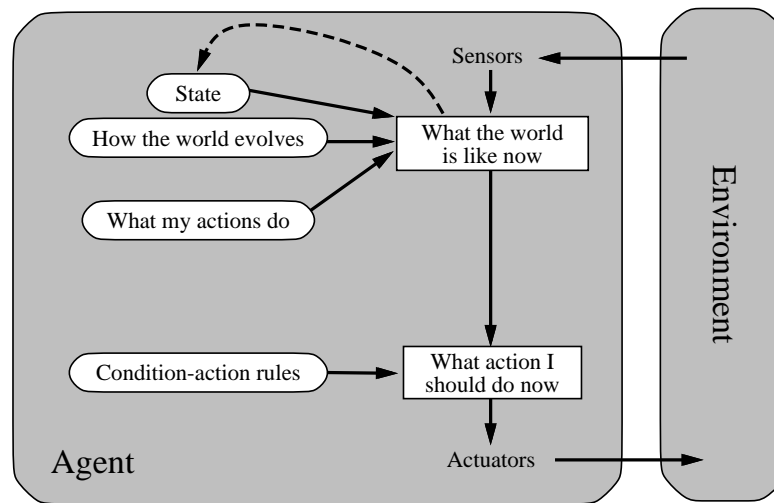 Sensors
State
How the world evolves
What the world
is like now
What my actions do
Condition-action rules
What action I
should do now
Agent
Actuators
Environment